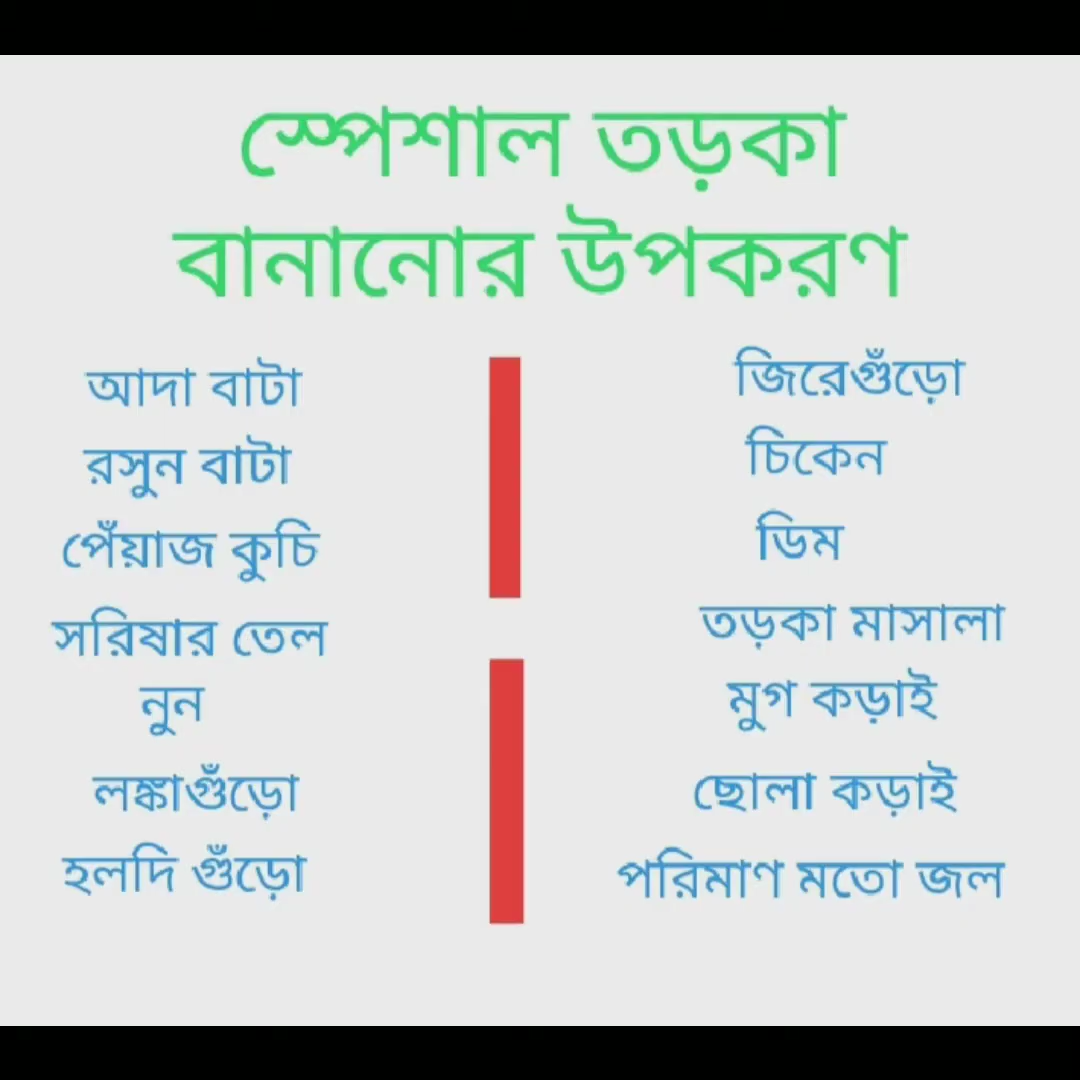 স্পেশাল তড়কা
বানানোর উপকরণ
আদা বাটা
রসুন বাটা
পেঁয়াজ কুচি
সরিষার তেল
নুন
লঙ্কাগুঁড়ো
হলদি গুঁড়ো
জিরেগুঁড়ো
চিকেন
ডিম
তড়কা মাসালা
মুগ কড়াই
ছোলা কড়াই
পরিমাণ মতো জল